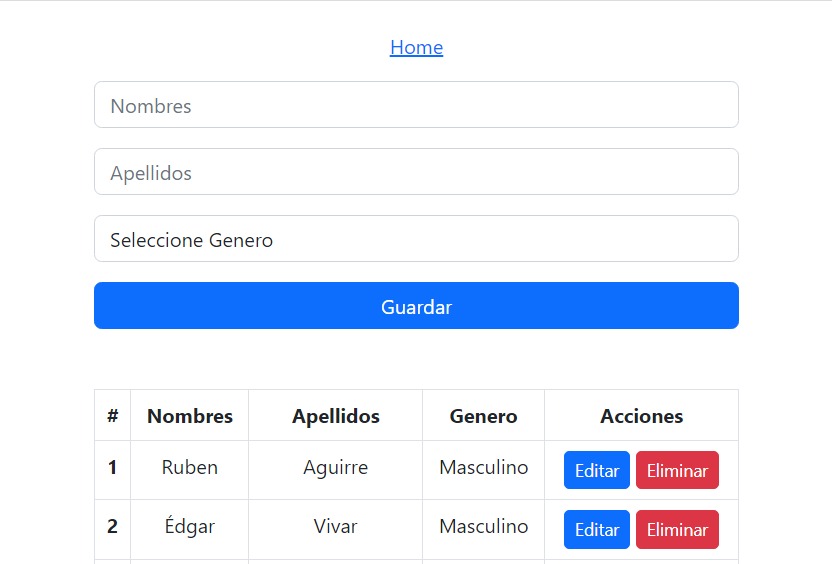 Home
Nombres
Apellidos
Seleccione Genero
Guardar
# Nombres Apellidos Genero Acciones
1 Ruben Aguirre Masculino Editar Eliminar
2 Édgar Vivar Masculino Editar Eliminar